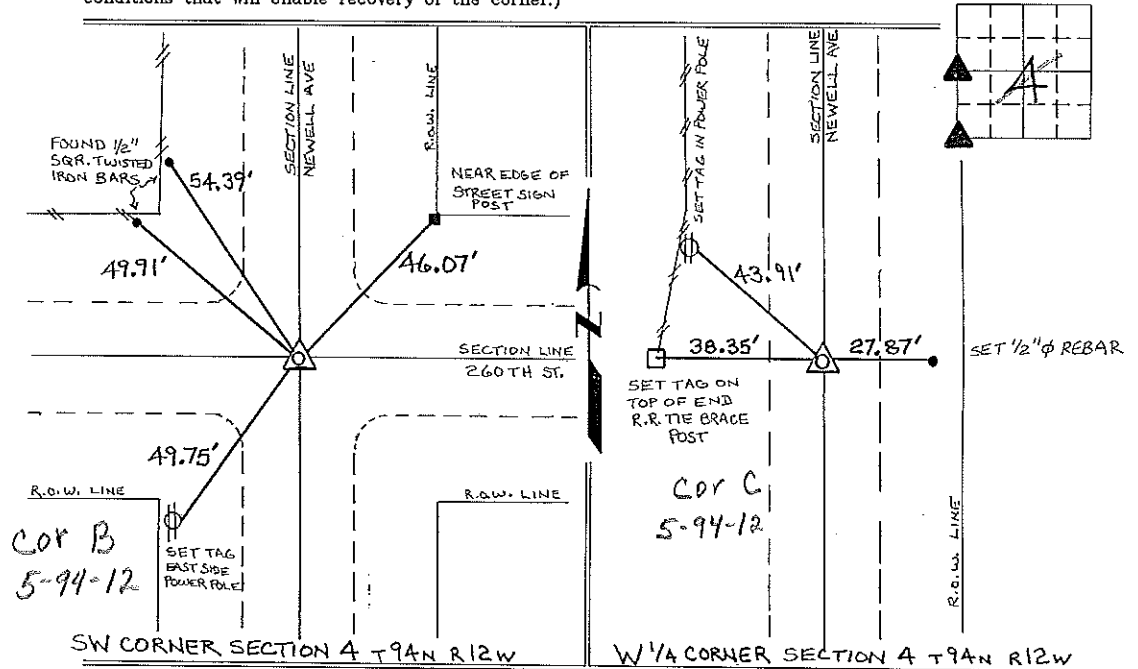 conditions that will enable recovery of the corner.)
FOUND 1/2"
SQR. TWISTED
IRON BARS
54.39'
49.91'
SECTION LINE
NEWELL AVE
R.O.W. LINE
NEAR EDGE OF
STREET SIGN
POST
46.07'
SECTION LINE
260TH ST.
49.75'
R.O.W. LINE
R.O.W. LINE
Cor B
5-94-12
SET TAG
EAST SIDE
POWER POLE
SW CORNER SECTION 4 T94N R12W
N
SET TAG IN POWER POLE
SECTION LINE
NEWELL AVE
A
43.91'
38.35'
27.87'
SET 1/2" Φ REBAR
SET TAG ON
TOP OF END
R.R. TIE BRACE
POST
Cor C
5-94-12
R.O.W. LINE
W 1/4 CORNER SECTION 4 T94N R12W